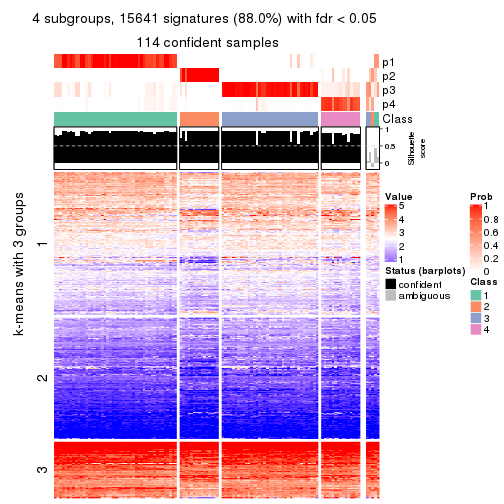 4 subgroups, 15641 signatures (88.0%) with fdr < 0.05
114 confident samples
p1
p2
p3
p4
Class
1
0.5
0
Silhouette
score
k-means with 3 groups
1
2
3
Value
5
4
3
2
1
Prob
1
0.8
0.6
0.4
0.2
0
Status (barplots)
confident
ambiguous
Class
1
2
3
4